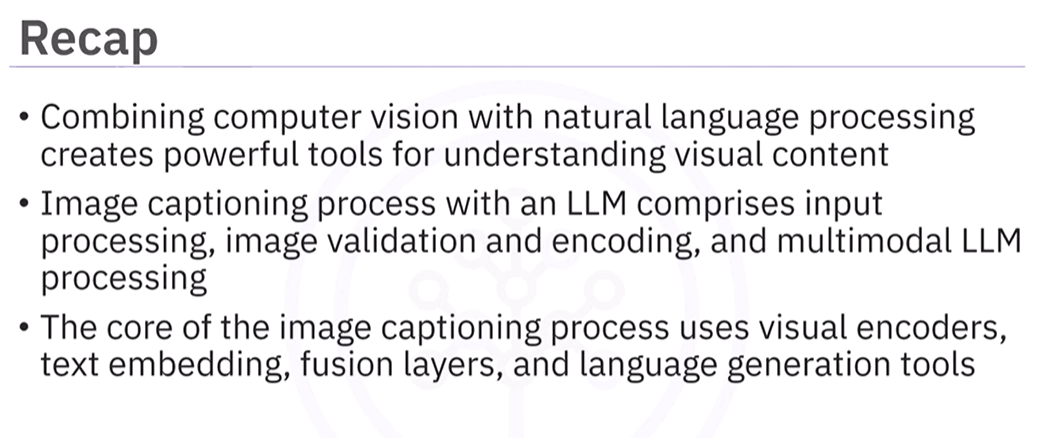 Recap
• Combining computer vision with natural language processing
creates powerful tools for understanding visual content
• Image captioning process with an LLM comprises input
processing, image validation and encoding, and multimodal LLM
processing
• The core of the image captioning process uses visual encoders,
text embedding, fusion layers, and language generation tools